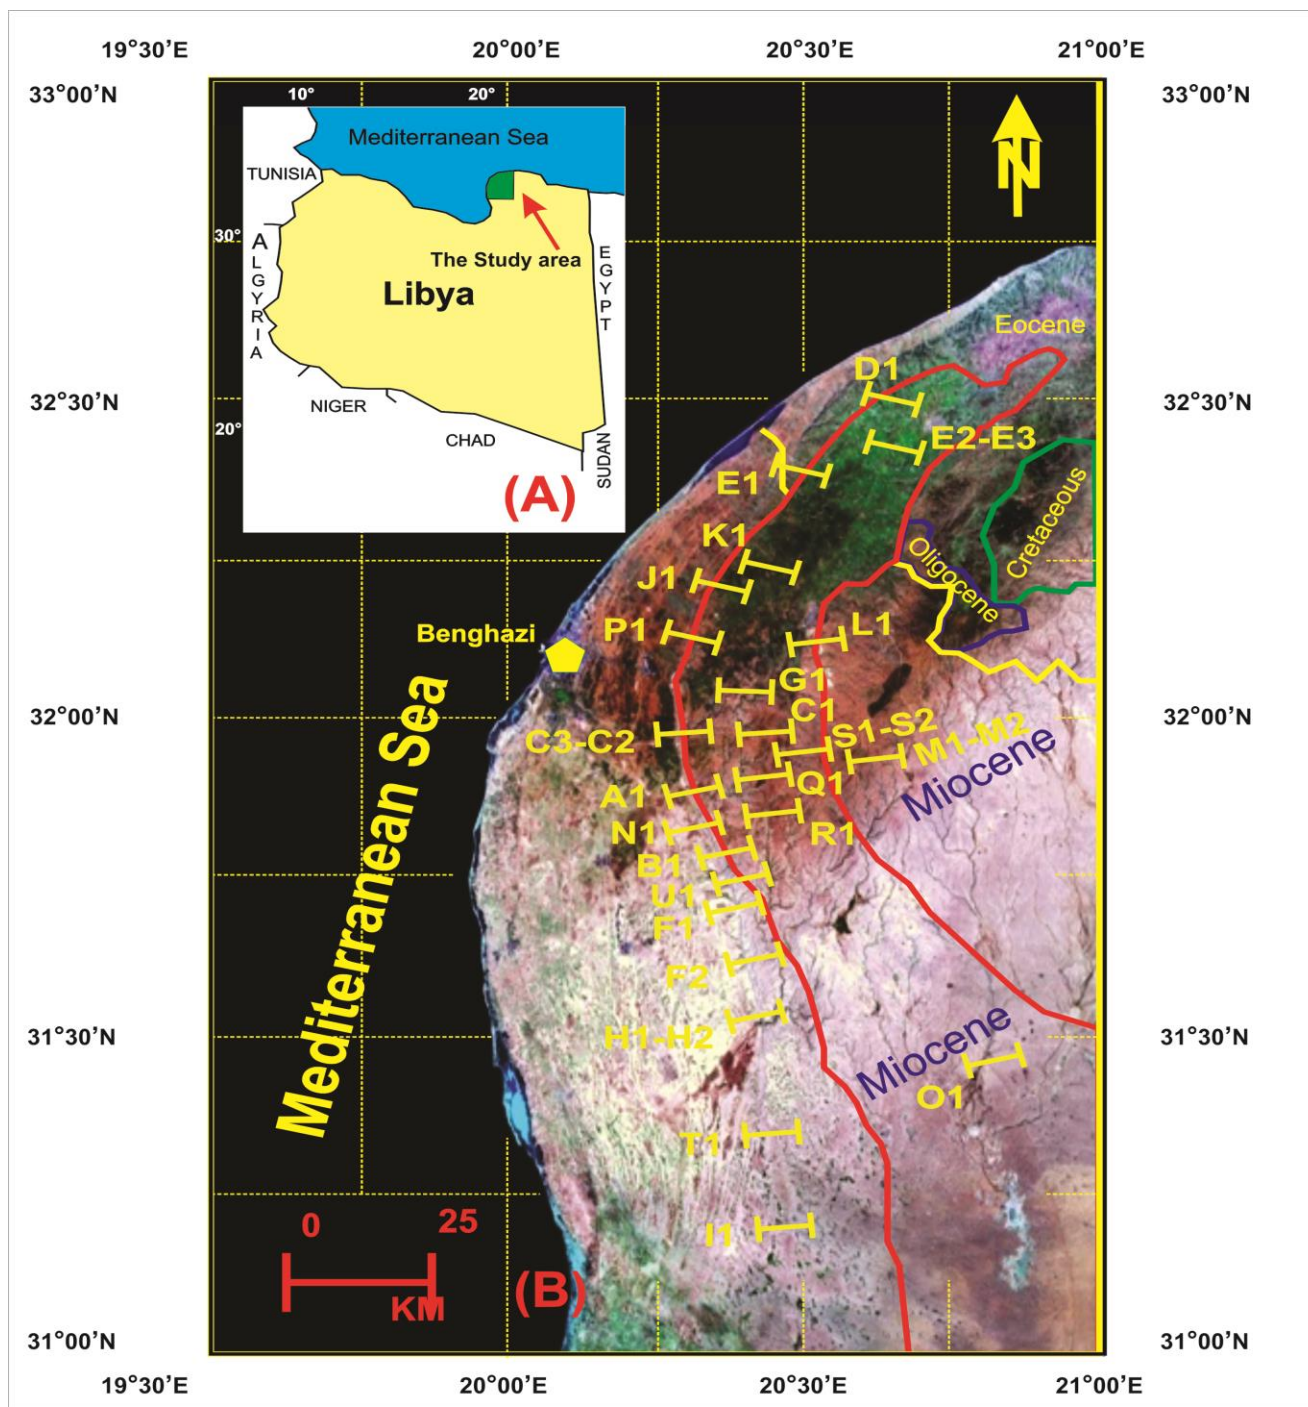 19°30'E 20°00'E 20°30'E 21°00'E
33°00'N 33°00'N
10° 20°
Mediterranean Sea
TUNISIA
30°
ALGYRIA
The Study area
EGYPT
Libya
NIGER
20°
CHAD
SUDAN
(A)
N
Eocene
D1
32°30'N 32°30'N
E2-E3
E1
Cretaceous
K1
Oligocene
J1
P1
L1
Benghazi
G1
C1
32°00'N 32°00'N
C3-C2
S1-S2
M1-M2
Miocene
Mediterranean Sea
Q1
A1
N1
R1
B1
U1
F1
F2
31°30'N 31°30'N
H1-H2
Miocene
O1
T1
I1
0 25
KM
(B)
31°00'N 31°00'N
19°30'E 20°00'E 20°30'E 21°00'E